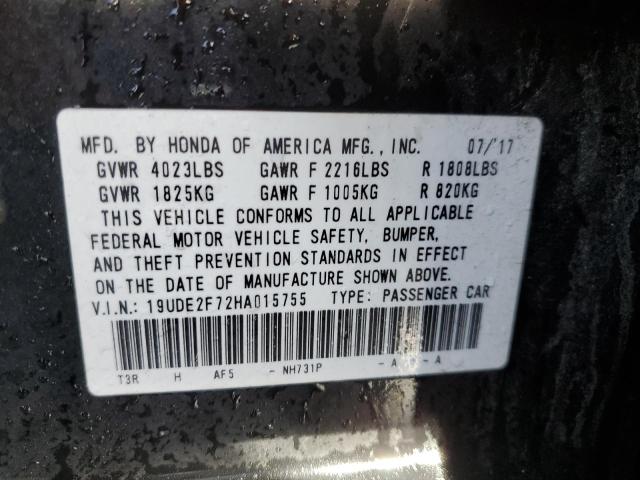 MFD. BY HONDA OF AMERICA MFG., INC. 07/'17
GVWR 4023LBS GAWR F 2216LBS R 1808LBS
GVWR 1825KG GAWR F 1005KG R 820KG
THIS VEHICLE CONFORMS TO ALL APPLICABLE
FEDERAL MOTOR VEHICLE SAFETY, BUMPER,
AND THEFT PREVENTION STANDARDS IN EFFECT
ON THE DATE OF MANUFACTURE SHOWN ABOVE.
V.I.N.: 19UDE2F72HA015755 TYPE: PASSENGER CAR
T3R H AF5 - NH731P - A - A